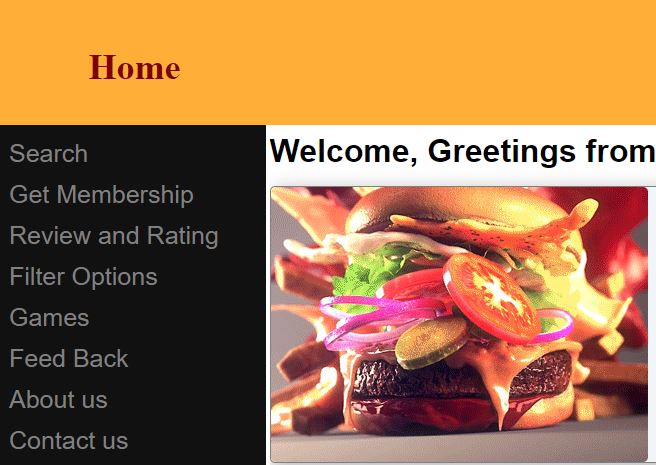 Home
Search
Get Membership
Review and Rating
Filter Options
Games
Feed Back
About us
Contact us
Welcome, Greetings from